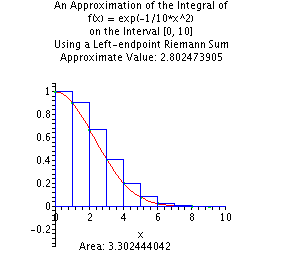 An Approximation of the Integral of
f(x) = exp(-1/10*x^2)
on the Interval [0, 10]
Using a Left-endpoint Riemann Sum
Approximate Value: 2.802473905
1
0.8
0.6
0.4
0.2
0
-0.2
0 2 4 6 8 10
x
Area: 3.302444042